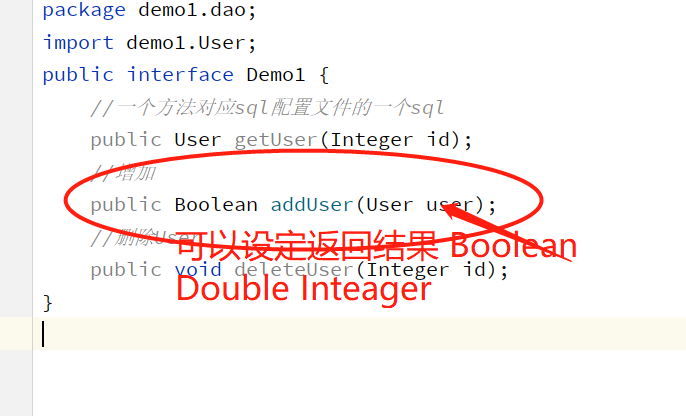 package demo1.dao;
import demo1.User;
public interface Demo1 {
//一个方法对应sql配置文件的一个sql
public User getUser(Integer id);
//增加
public Boolean addUser(User user);
//删除User
可以设定返回结果 Boolean
public void deleteUser(Integer id);
Double Inteager
}